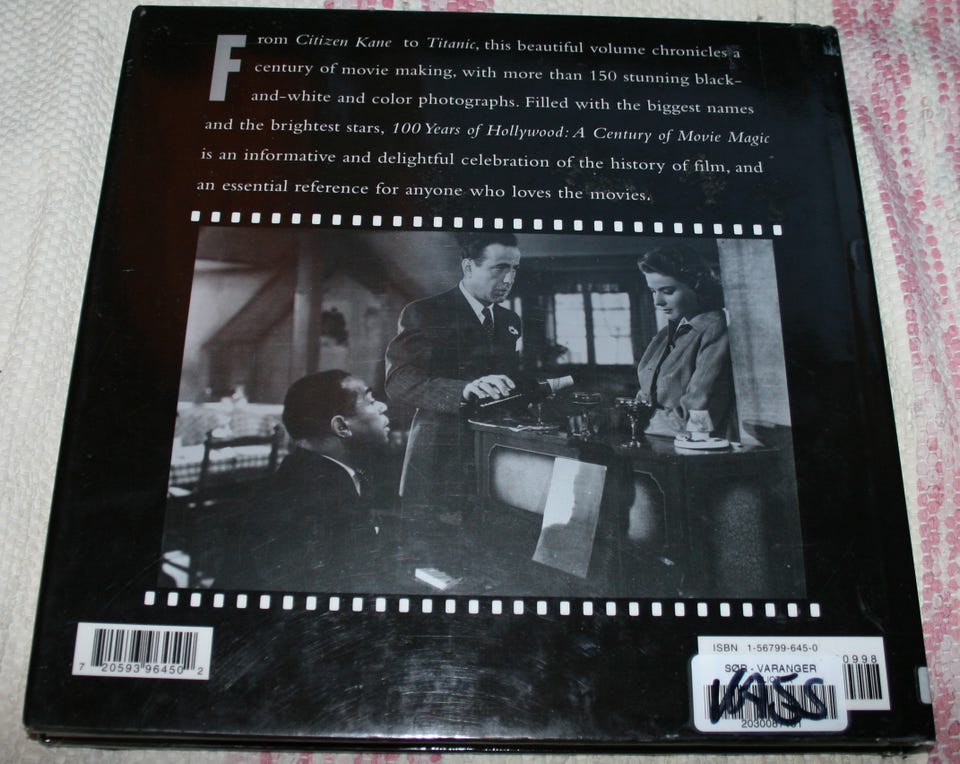 From Citizen Kane to Titanic, this beautiful volume chronicles a
century of movie making, with more than 150 stunning black-
and-white and color photographs. Filled with the biggest names
and the brightest stars, 100 Years of Hollywood: A Century of Movie Magic
is an informative and delightful celebration of the history of film, and
an essential reference for anyone who loves the movies.
7 20593 96450 2
ISBN 1-56799-645-0
0998
SØR-VARANGER